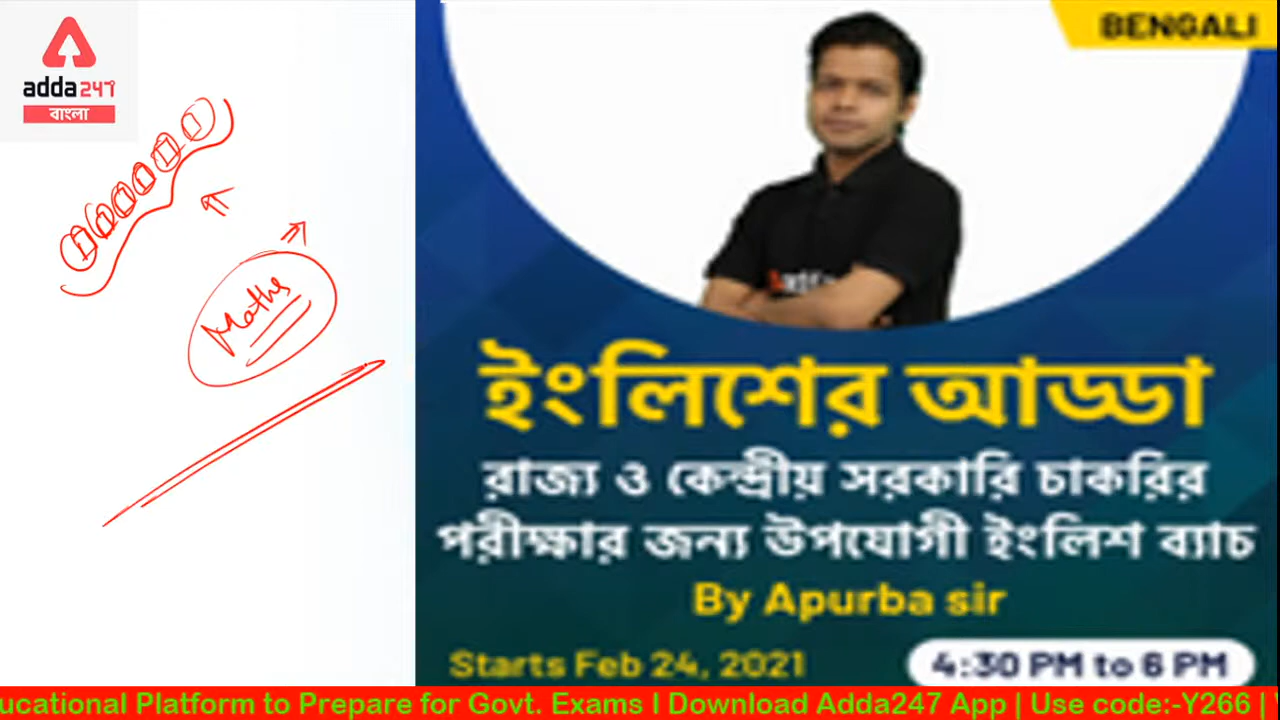 adda247
বাংলা
Maths
BENGALI
ইংলিশের আড্ডা
রাজ্য ও কেন্দ্রীয় সরকারি চাকরির
পরীক্ষার জন্য উপযোগী ইংলিশ ব্যাচ
By Apurba sir
Starts Feb 24, 2021
4:30 PM to 6 PM
ucational Platform to Prepare for Govt. Exams I Download Adda247 App | Use code:-Y266 |